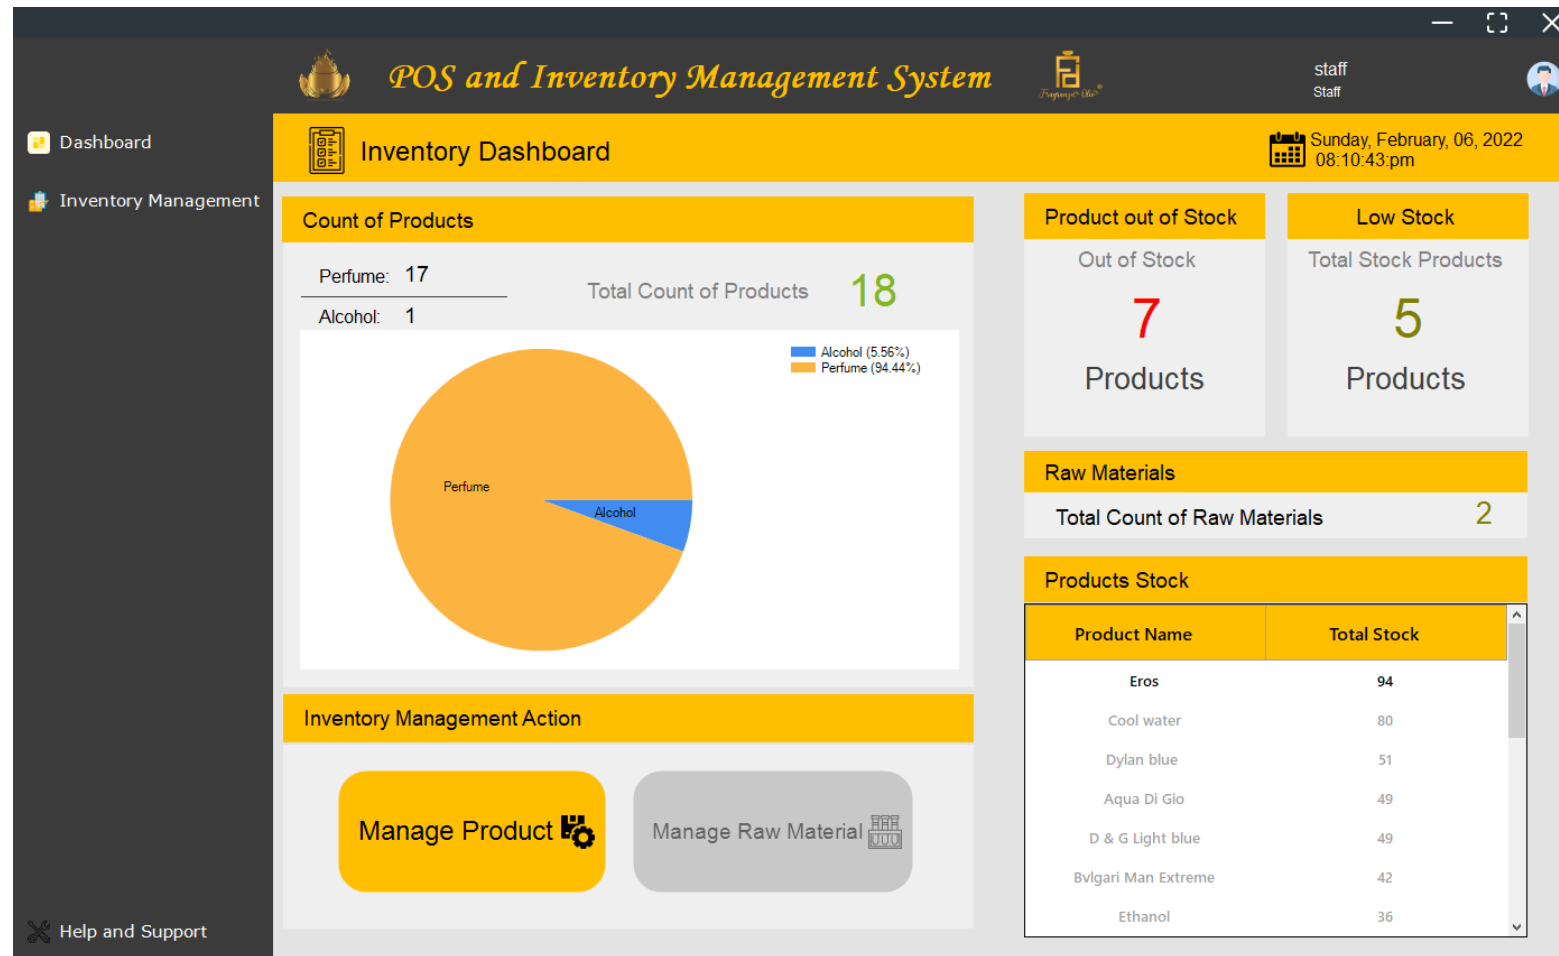 POS and Inventory Management System
staff
Staff
Dashboard
Inventory Management
Help and Support
Inventory Dashboard
Sunday, February, 06, 2022
08:10:43:pm
Count of Products
Perfume: 17
Alcohol: 1
Total Count of Products 18
Alcohol (5.56%)
Perfume (94.44%)
Perfume
Alcohol
Inventory Management Action
Manage Product
Manage Raw Material
Product out of Stock
Out of Stock
7
Products
Low Stock
Total Stock Products
5
Products
Raw Materials
Total Count of Raw Materials 2
Products Stock
Product Name Total Stock
Eros 94
Cool water 80
Dylan blue 51
Aqua Di Gio 49
D & G Light blue 49
Bvlgari Man Extreme 42
Ethanol 36